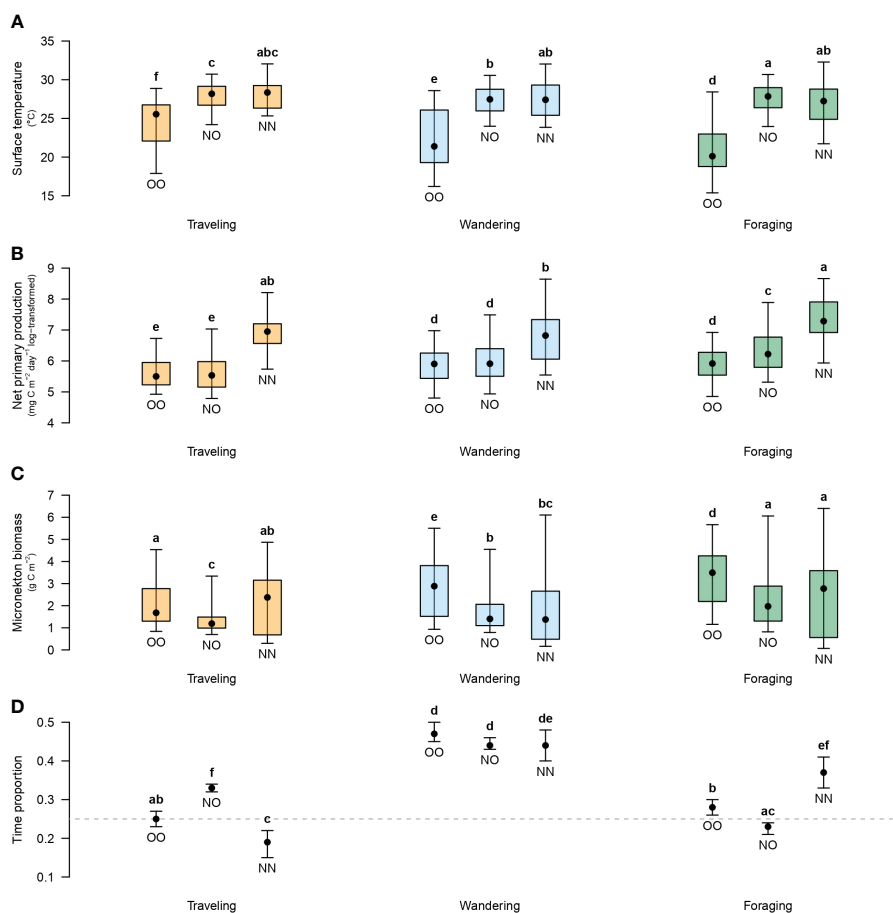 A
Surface temperature
(°C)
35
30
25
20
15
f
c
abc
OO
NO
NN
e
b
ab
OO
NO
NN
d
a
ab
OO
NO
NN
Traveling
Wandering
Foraging
B
Net primary production
(mg C m⁻² day⁻¹ log−transformed)
9
8
7
6
5
4
e
e
ab
OO
NO
NN
d
d
b
OO
NO
NN
d
c
a
OO
NO
NN
Traveling
Wandering
Foraging
C
Micronekton biomass
(g C m⁻²)
7
6
5
4
3
2
1
0
a
c
ab
OO
NO
NN
e
b
bc
OO
NO
NN
d
a
a
OO
NO
NN
Traveling
Wandering
Foraging
D
Time proportion
0.5
0.4
0.3
0.2
0.1
ab
f
c
OO
NO
NN
d
d
de
OO
NO
NN
b
ac
ef
OO
NO
NN
Traveling
Wandering
Foraging